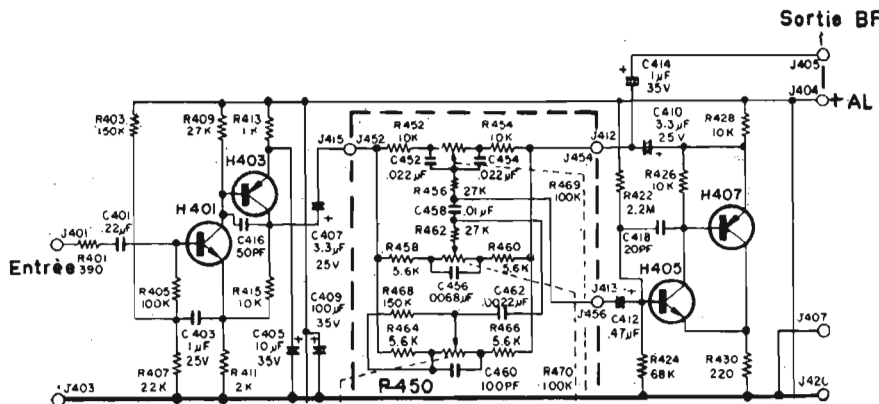 Sortie BF
C414
1µF
35V
J405
J404
+ AL
R403
150K
R409
27K
R413
1K
J415
J452
R452
10K
R454
10K
J412
J454
C410
3.3µF
25V
R428
10K
H403
C452
.022µF
C454
.022µF
R456
27K
R469
100K
R422
2.2M
R426
10K
H407
C458
.01µF
J401
C401
.22µF
H401
C416
50PF
C407
3.3µF
25V
R462
27K
C418
20PF
Entrée
R401
390
R458
5.6K
R460
5.6K
J413
J456
H405
R405
100K
R415
10K
C409
100µF
35V
C456
.0068µF
C462
.0022µF
C412
.47µF
R468
150K
J407
C403
1µF
25V
C405
10µF
35V
R464
5.6K
R466
5.6K
R424
68K
R430
220
R407
22K
R411
2K
P-450
C460
100PF
R470
100K
J403
J420